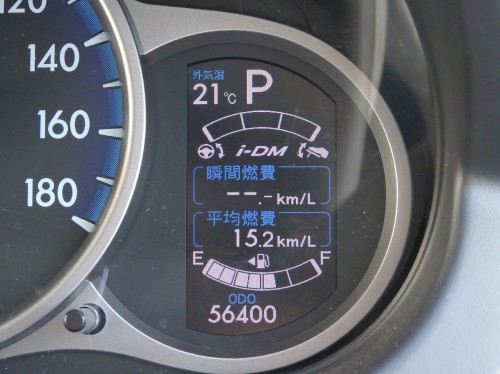 120
140
160
180
外気温
21℃ P
i-DM
瞬間燃費
--.- km/L
平均燃費
15.2 km/L
E F
ODO
56400